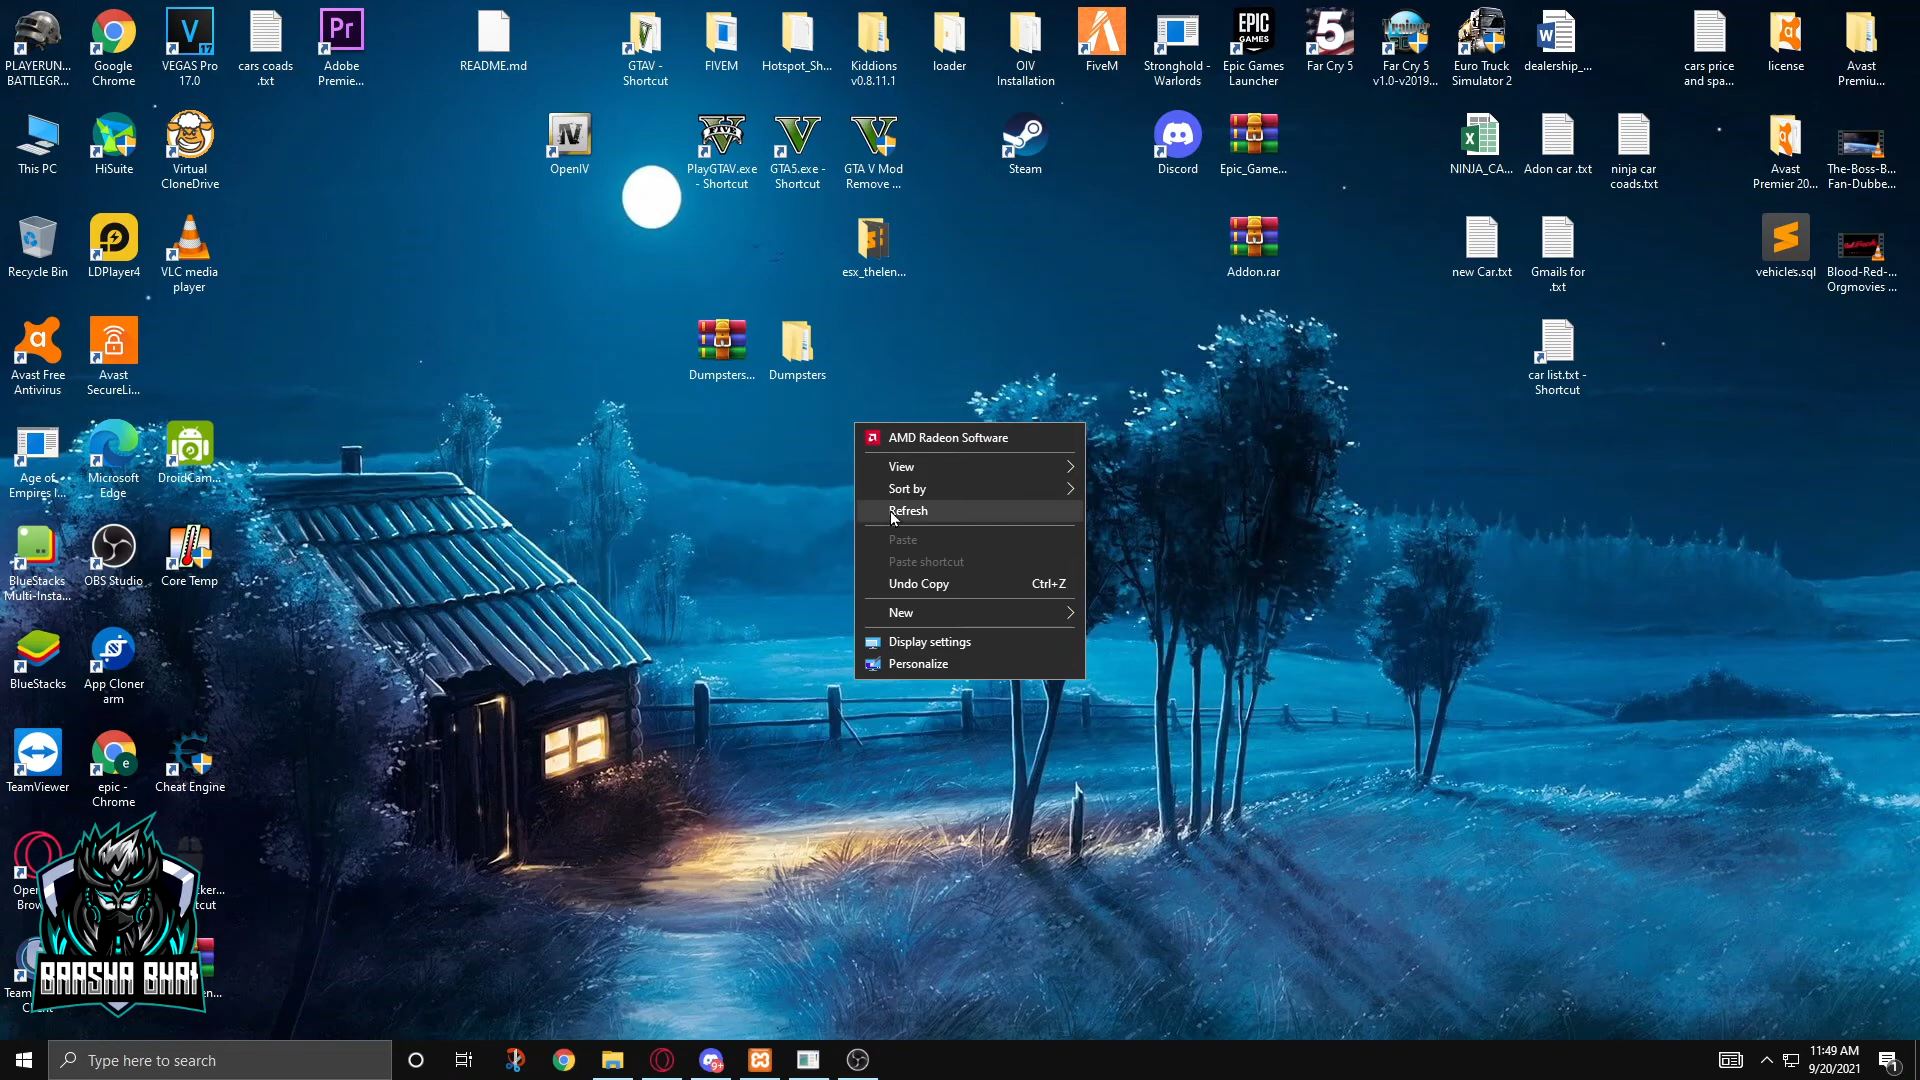 PLAYERUN...
BATTLEGR...
Google
Chrome
VEGAS Pro
17.0
cars coads
.txt
Adobe
Premie...
README.md
GTAV -
Shortcut
FIVEM
Hotspot_Sh...
Kiddions
v0.8.11.1
loader
OIV
Installation
FiveM
Stronghold -
Warlords
Epic Games
Launcher
Far Cry 5
Far Cry 5
v1.0-v2019...
Euro Truck
Simulator 2
dealership_...
cars price
and spa...
license
Avast
Premiu...
This PC
HiSuite
Virtual
CloneDrive
OpenIV
PlayGTAV.exe
- Shortcut
GTA5.exe -
Shortcut
GTA V Mod
Remove ...
Steam
Discord
Epic_Game...
NINJA_CA...
Adon car .txt
ninja car
coads.txt
Avast
Premier 20...
The-Boss-B...
Fan-Dubbe...
Recycle Bin
LDPlayer4
VLC media
player
esx_thelen...
Addon.rar
new Car.txt
Gmails for
.txt
vehicles.sql
Blood-Red-...
Orgmovies ...
Avast Free
Antivirus
Avast
SecureLi...
Dumpsters...
Dumpsters
car list.txt -
Shortcut
Age of
Empires I...
Microsoft
Edge
DroidCam...
AMD Radeon Software
View
Sort by
Refresh
Paste
Paste shortcut
Undo Copy Ctrl+Z
New
Display settings
Personalize
BlueStacks
Multi-Insta...
OBS Studio
Core Temp
BlueStacks
App Cloner
arm
TeamViewer
epic -
Chrome
Cheat Engine
BAASHA BHAI
Type here to search
11:49 AM
9/20/2021